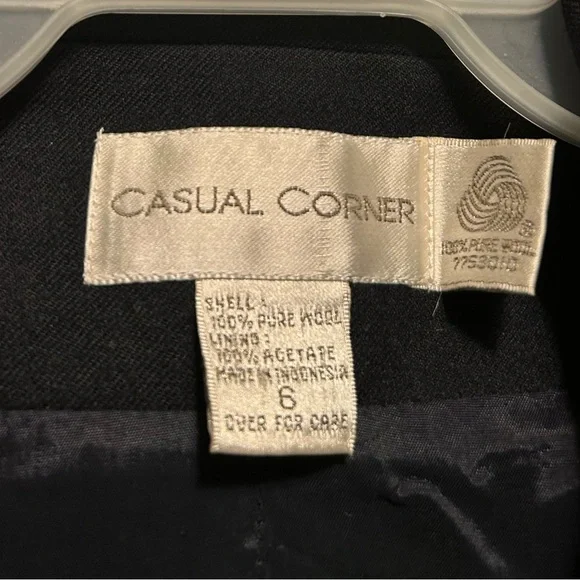 CASUAL CORNER
®
100% PURE WOOL
SHELL:
100% PURE WOOL
LINING:
100% ACETATE
MADE IN INDONESIA
6
OVER FOR CARE